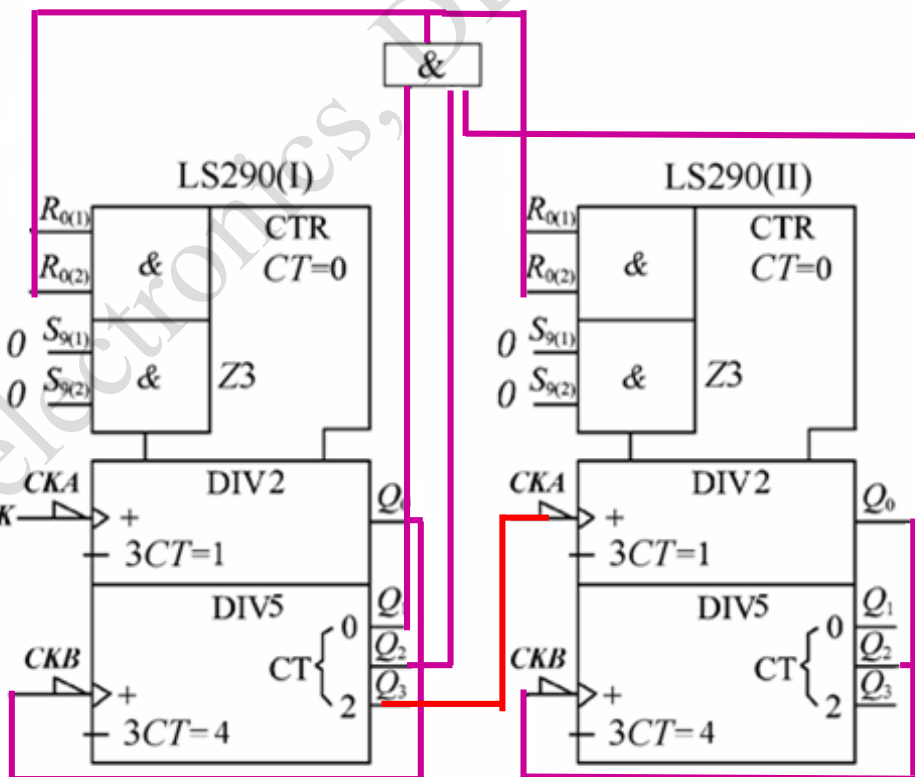 &
LS290(I) LS290(II)
R0(1) CTR R0(1) CTR
R0(2) & CT=0 R0(2) & CT=0
0 S9(1) 0 S9(1)
0 S9(2) & Z3 0 S9(2) & Z3
CKA DIV2 CKA DIV2
K + Q0 + Q0
3CT=1 3CT=1
DIV5 Q1 DIV5 Q1
0 Q2 0 Q2
CKB + CT { Q3 CKB + CT { Q3
2 2
3CT=4 3CT=4
electronics, Di